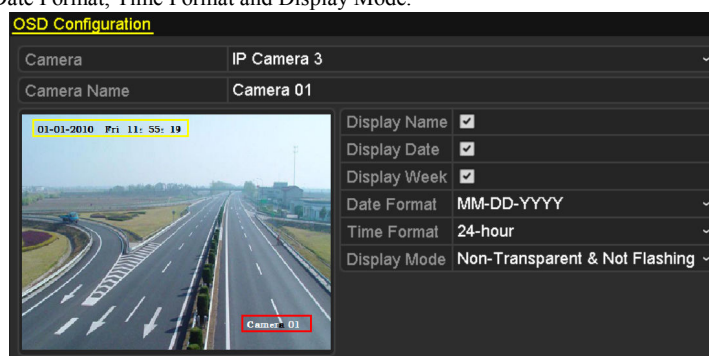 Date Format, Time Format and Display Mode.
OSD Configuration
Camera IP Camera 3
Camera Name Camera 01
01-01-2010 Fri 11: 55: 19
Display Name
Display Date
Display Week
Date Format MM-DD-YYYY
Time Format 24-hour
Display Mode Non-Transparent & Not Flashing
Camera 01